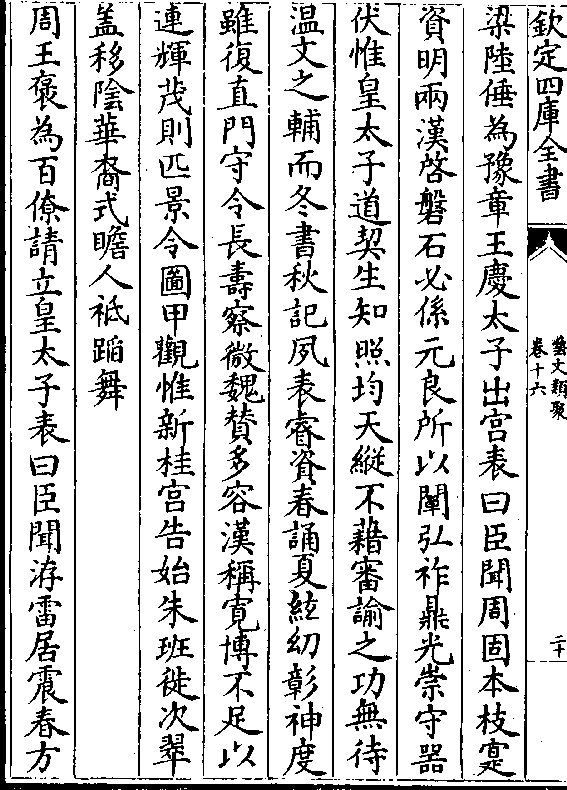 欽定四庫全書
藝文類聚
卷十六
二十
梁陸倕為豫章王慶太子出宮表曰臣聞周固本枝寔
資明兩漢啓磐石必係元良所以闡弘祚鼎光崇守器
伏惟皇太子道契生知照均天縱不藉審諭之功無待
温文之輔而冬書秋記夙表睿資春誦夏絃幼彰神度
雖復直門守令長壽察微魏贊多容漢稱寛博不足以
連輝茂則匹景令圖甲觀惟新桂宮告始朱班徙次翠
盖移陰華裔式瞻人祗蹈舞
周王褒為百僚請立皇太子表曰臣聞洊雷居震春方